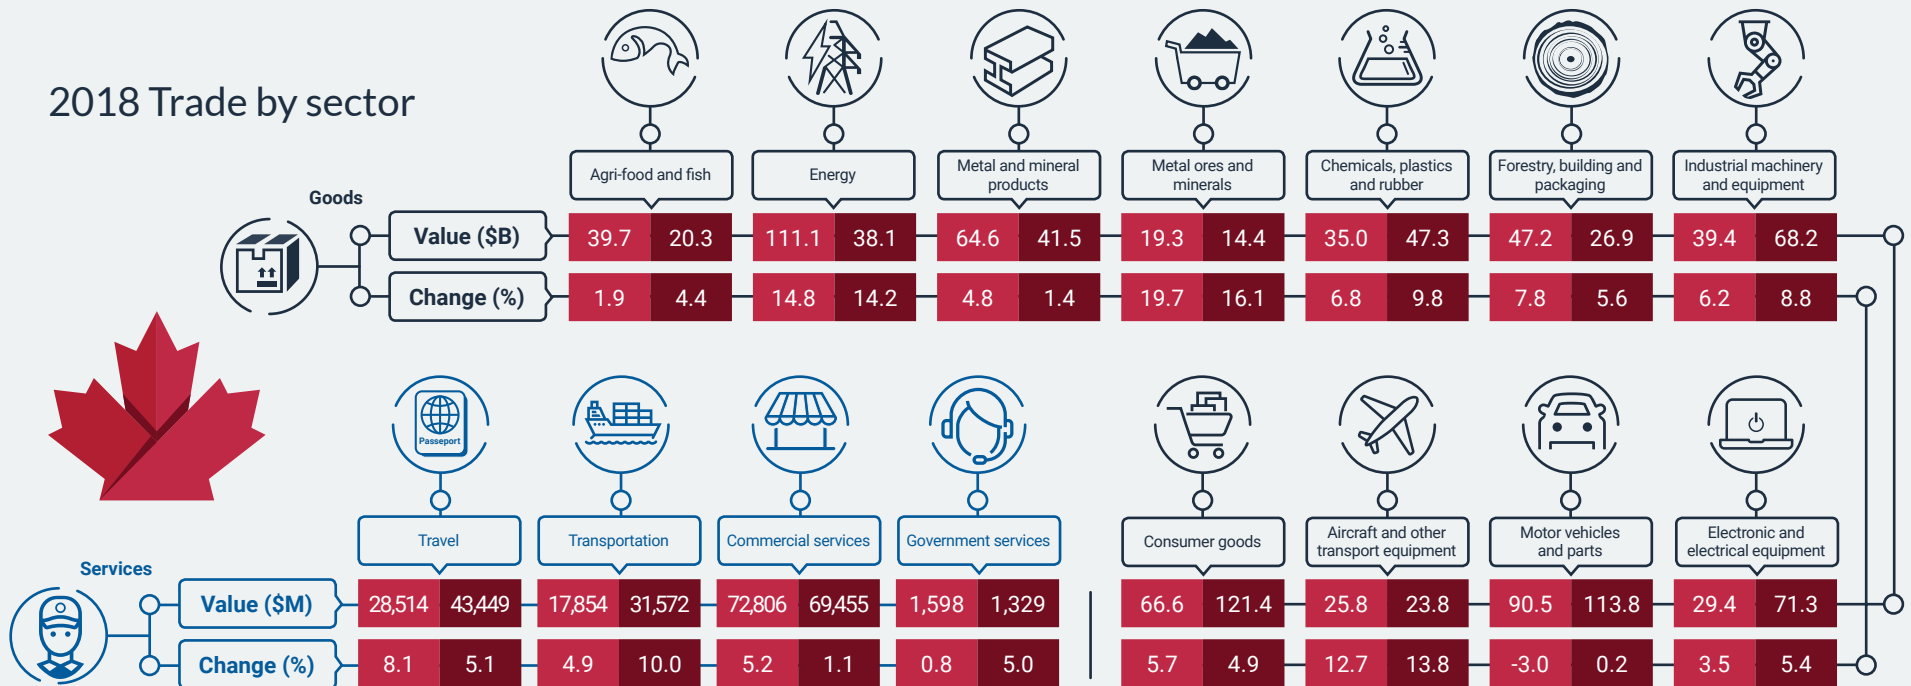 2018 Trade by sector
Agri-food and fish
Energy
Metal and mineral
products
Metal ores and
minerals
Chemicals, plastics
and rubber
Forestry, building and
packaging
Industrial machinery
and equipment
Goods
Value ($B) 39.7 20.3 111.1 38.1 64.6 41.5 19.3 14.4 35.0 47.3 47.2 26.9 39.4 68.2
Change (%) 1.9 4.4 14.8 14.2 4.8 1.4 19.7 16.1 6.8 9.8 7.8 5.6 6.2 8.8
Passeport
Travel
Transportation
Commercial services
Government services
Consumer goods
Aircraft and other
transport equipment
Motor vehicles
and parts
Electronic and
electrical equipment
Services
Value ($M) 28,514 43,449 17,854 31,572 72,806 69,455 1,598 1,329 66.6 121.4 25.8 23.8 90.5 113.8 29.4 71.3
Change (%) 8.1 5.1 4.9 10.0 5.2 1.1 0.8 5.0 5.7 4.9 12.7 13.8 -3.0 0.2 3.5 5.4